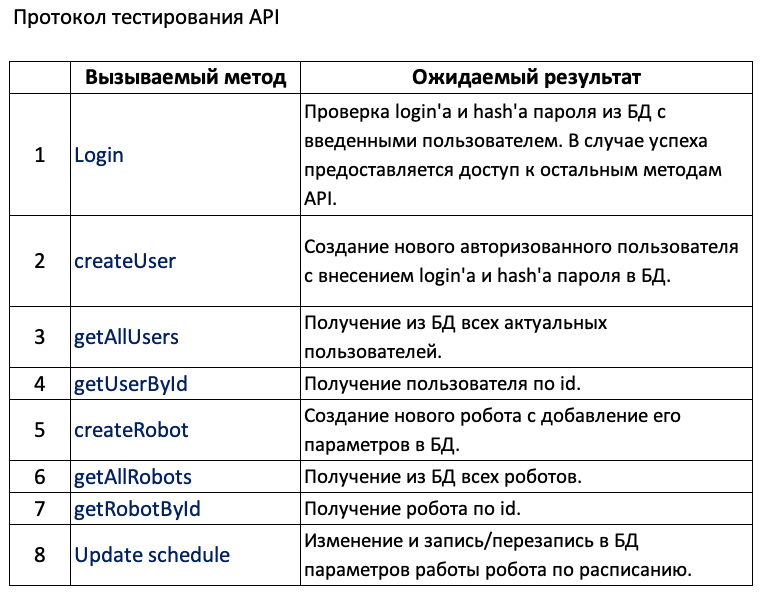 Протокол тестирования API
Вызываемый метод Ожидаемый результат
1 Login Проверка login'а и hash'а пароля из БД с
введенными пользователем. В случае успеха
предоставляется доступ к остальным методам
API.
2 createUser Создание нового авторизованного пользователя
с внесением login'а и hash'а пароля в БД.
3 getAllUsers Получение из БД всех актуальных
пользователей.
4 getUserById Получение пользователя по id.
5 createRobot Создание нового робота с добавление его
параметров в БД.
6 getAllRobots Получение из БД всех роботов.
7 getRobotById Получение робота по id.
8 Update schedule Изменение и запись/перезапись в БД
параметров работы робота по расписанию.